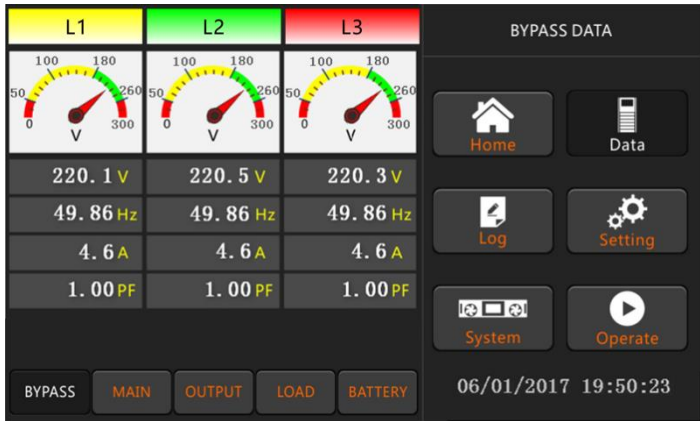 L1 L2 L3
BYPASS DATA
100 180 100 180 100 180
50 260 50 260 50 260
0 300 0 300 0 300
V V V
220.1 V 220.5 V 220.3 V
49.86 Hz 49.86 Hz 49.86 Hz
4.6 A 4.6 A 4.6 A
1.00 PF 1.00 PF 1.00 PF
BYPASS MAIN OUTPUT LOAD BATTERY
Home Data
Log Setting
System Operate
06/01/2017 19:50:23